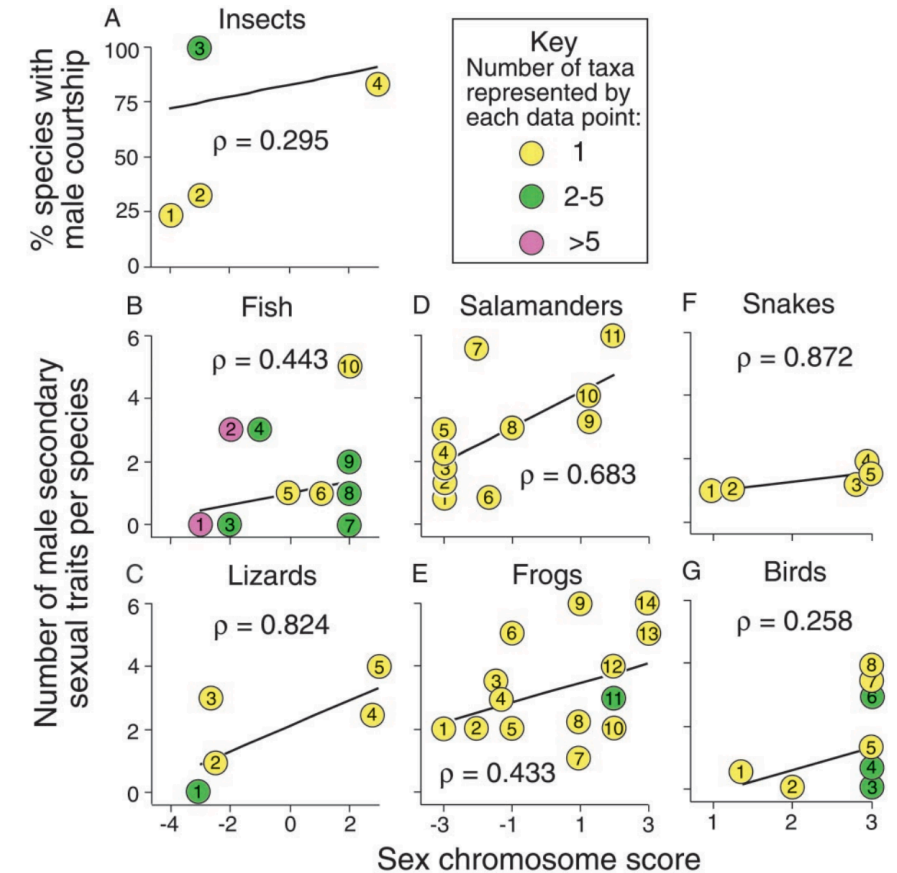 A Insects
% species with
male courtship
100
75
50
25
0
3
4
2
1
ρ = 0.295
Key
Number of taxa
represented by
each data point:
1
2-5
>5
Number of male secondary
sexual traits per species
B Fish
6
4
2
0
ρ = 0.443
10
2
4
9
5
6
8
1
3
7
D Salamanders
11
7
10
9
5
8
4
3
2
1
6
ρ = 0.683
F Snakes
ρ = 0.872
1
2
4
5
3
C Lizards
6
4
2
0
ρ = 0.824
5
3
4
2
1
-4 -2 0 2
E Frogs
9
14
6
13
12
3
4
11
1
2
5
8
10
7
ρ = 0.433
-3 -1 1 3
G Birds
ρ = 0.258
8
7
6
5
1
4
2
3
1 2 3
Sex chromosome score